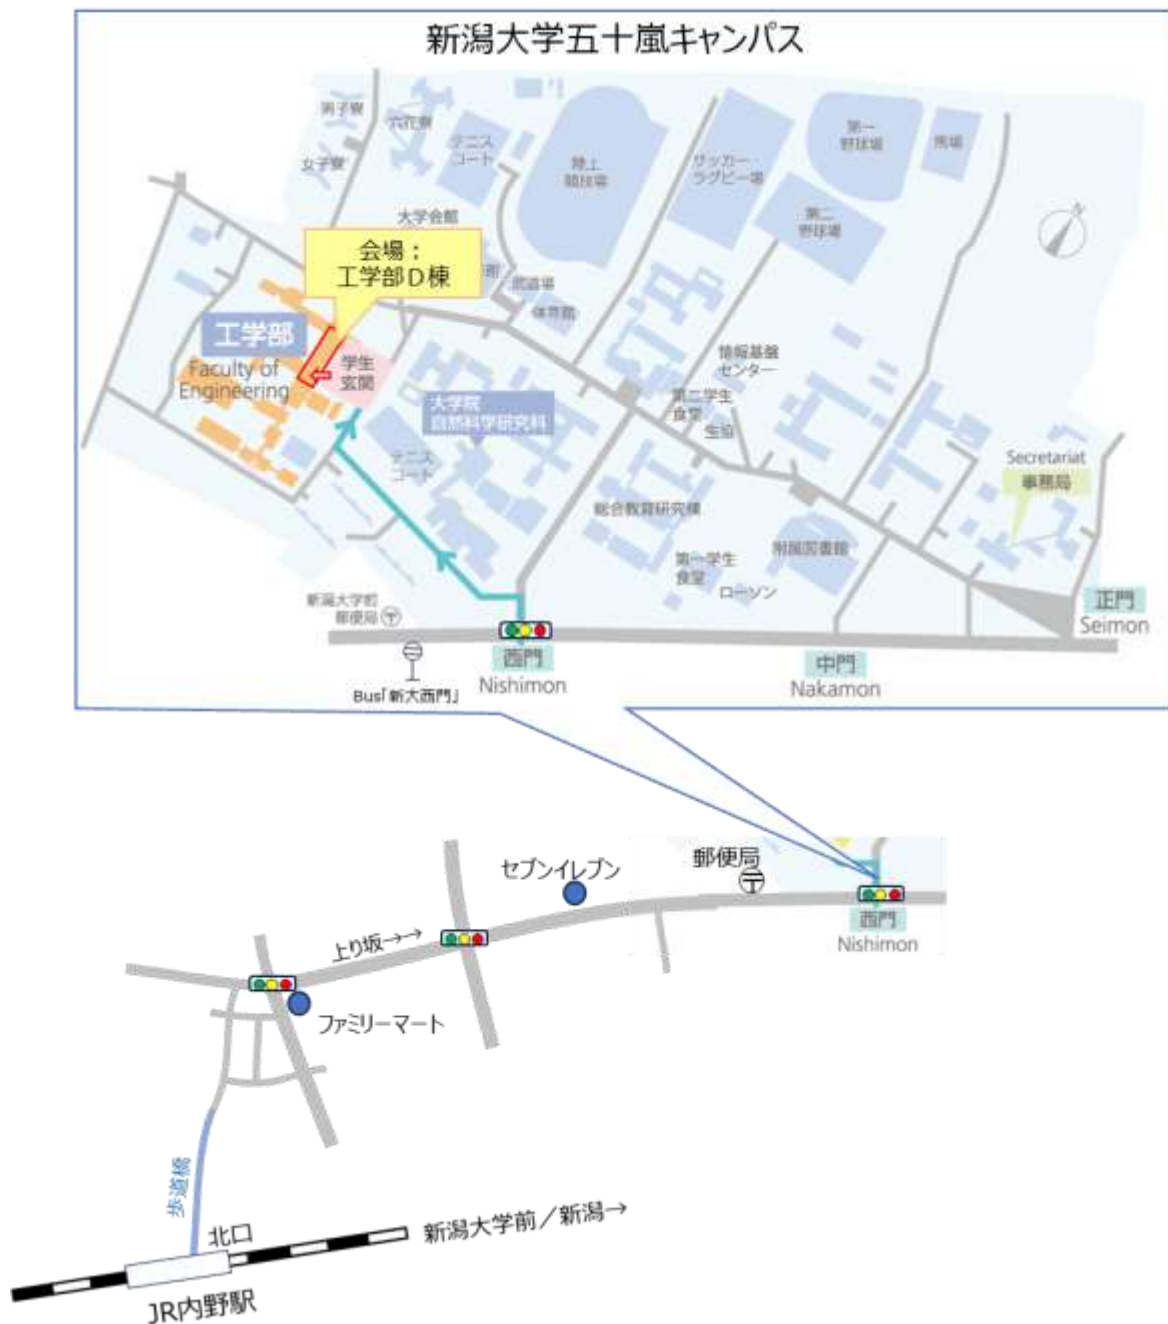 新潟大学五十嵐キャンパス
男子寮
六花寮
女子寮
テニス
コート
陸上
競技場
サッカー・
ラグビー場
第一
野球場
馬場
第二
野球場
N
大学会館
会場：
工学部D棟
武道場
体育館
工学部
Faculty of
Engineering
学生
玄関
大学院
自然科学研究科
テニス
コート
情報基盤
センター
第二学生
食堂
生協
総合教育研究棟
第一学生
食堂
ローソン
附属図書館
Secretariat
事務局
新潟大学前
郵便局
Bus「新大西門」
西門
Nishimon
中門
Nakamon
正門
Seimon
セブンイレブン
郵便局
西門
Nishimon
上り坂→→
ファミリーマート
歩道橋
北口
新潟大学前／新潟→
JR内野駅